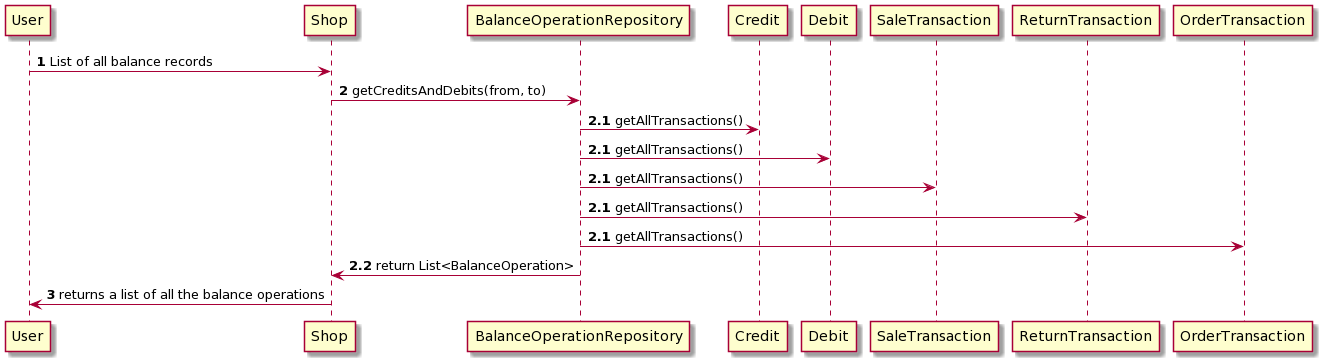 User Shop BalanceOperationRepository Credit Debit SaleTransaction ReturnTransaction OrderTransaction
1 List of all balance records
2 getCreditsAndDebits(from, to)
2.1 getAllTransactions()
2.1 getAllTransactions()
2.1 getAllTransactions()
2.1 getAllTransactions()
2.1 getAllTransactions()
2.2 return List<BalanceOperation>
3 returns a list of all the balance operations
User Shop BalanceOperationRepository Credit Debit SaleTransaction ReturnTransaction OrderTransaction